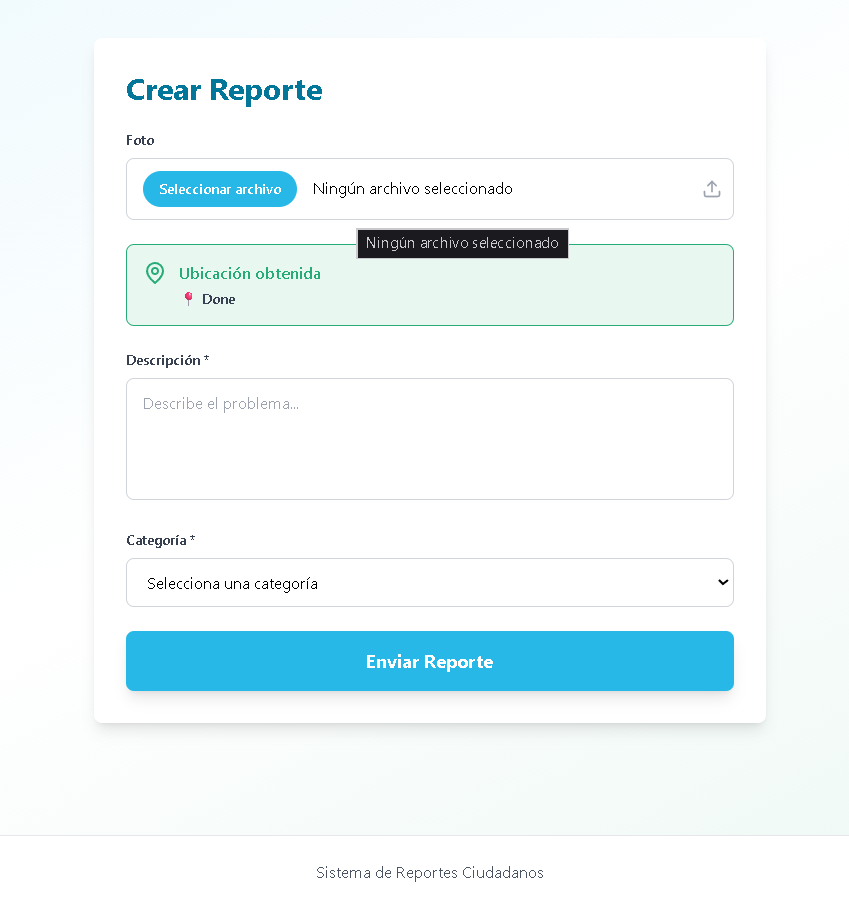 Crear Reporte
Foto
Seleccionar archivo Ningún archivo seleccionado
Ningún archivo seleccionado
Ubicación obtenida
Done
Descripción *
Describe el problema...
Categoría *
Selecciona una categoría
Enviar Reporte
Sistema de Reportes Ciudadanos